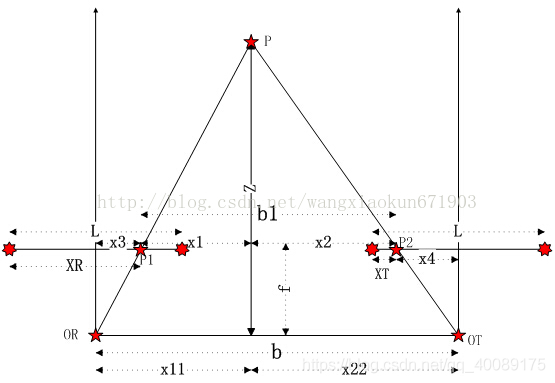 P
Z
http://blog.csdn.net/wangxiaokun671903
b1
L
L
x3
x1
x2
P2
P1
XT
x4
XR
f
OR
OT
b
x11
x22
https://blog.csdn.net/qq_40089175